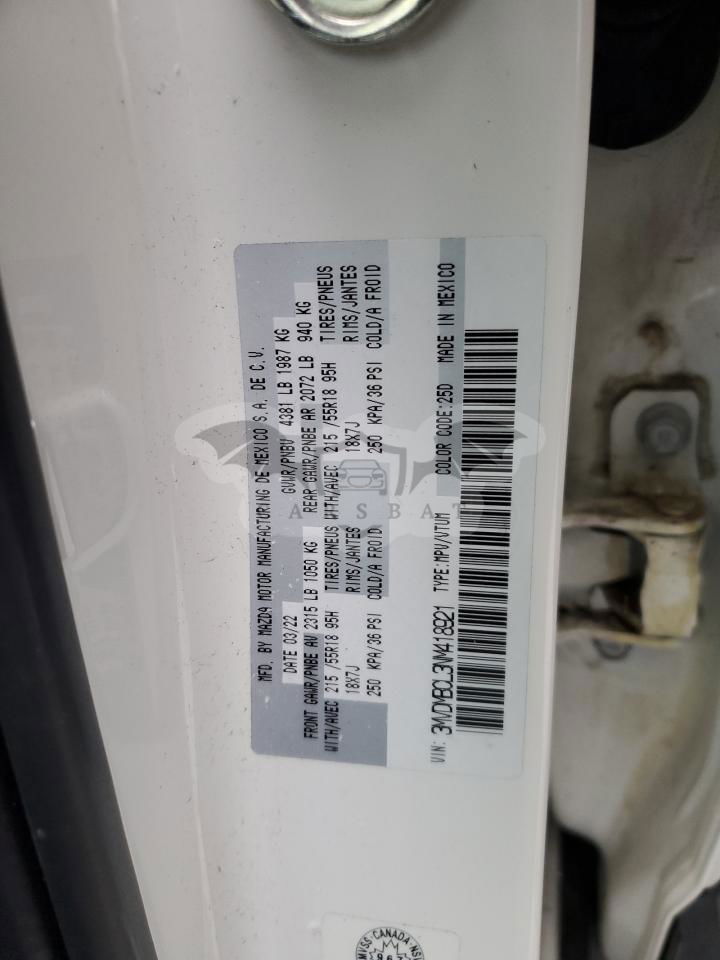 MFD. BY MAZDA MOTOR MANUFACTURING DE MEXICO S.A. DE C.V.
DATE 03/22 GVWR/PNBV 4381 LB 1987 KG
FRONT GAWR/PNBE AV 2315 LB 1050 KG REAR GAWR/PNBE AR 2072 LB 940 KG
WITH/AVEC 215 /55R18 95H TIRES/PNEUS WITH/AVEC 215 /55R18 95H TIRES/PNEUS
18X7J RIMS/JANTES 18X7J RIMS/JANTES
250 KPA/36 PSI COLD/A FROID 250 KPA/36 PSI COLD/A FROID
VIN: 3MVDMBCL3NM418921 TYPE:MPV/VTUM COLOR CODE:25D MADE IN MEXICO
CANADA